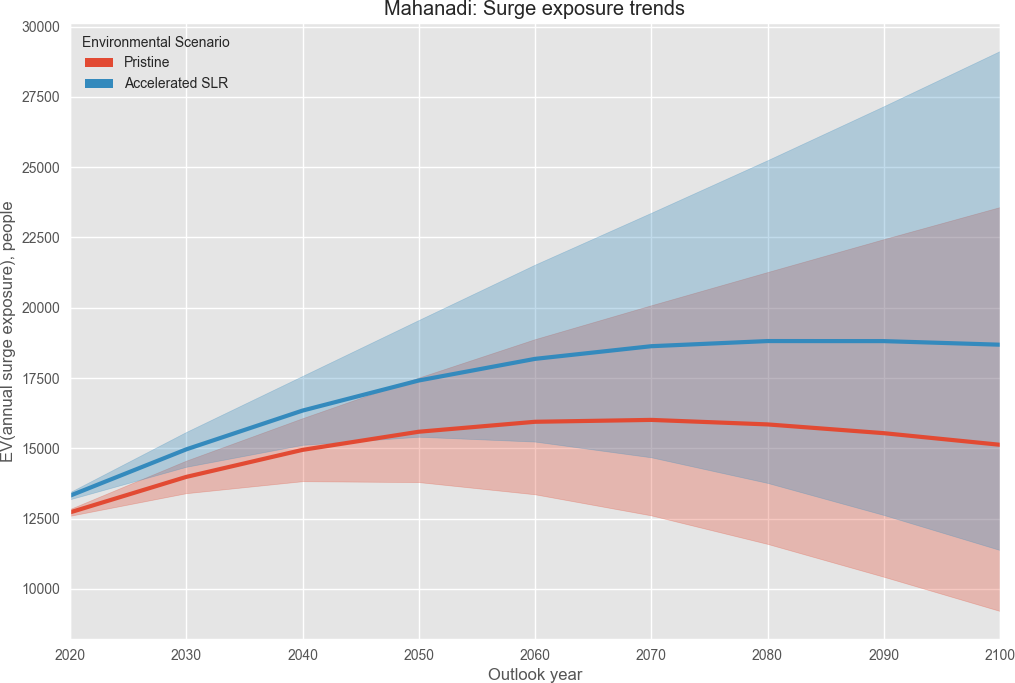 Mahanadi: Surge exposure trends
Environmental Scenario
Pristine
Accelerated SLR
EV(annual surge exposure), people
30000
27500
25000
22500
20000
17500
15000
12500
10000
2020 2030 2040 2050 2060 2070 2080 2090 2100
Outlook year